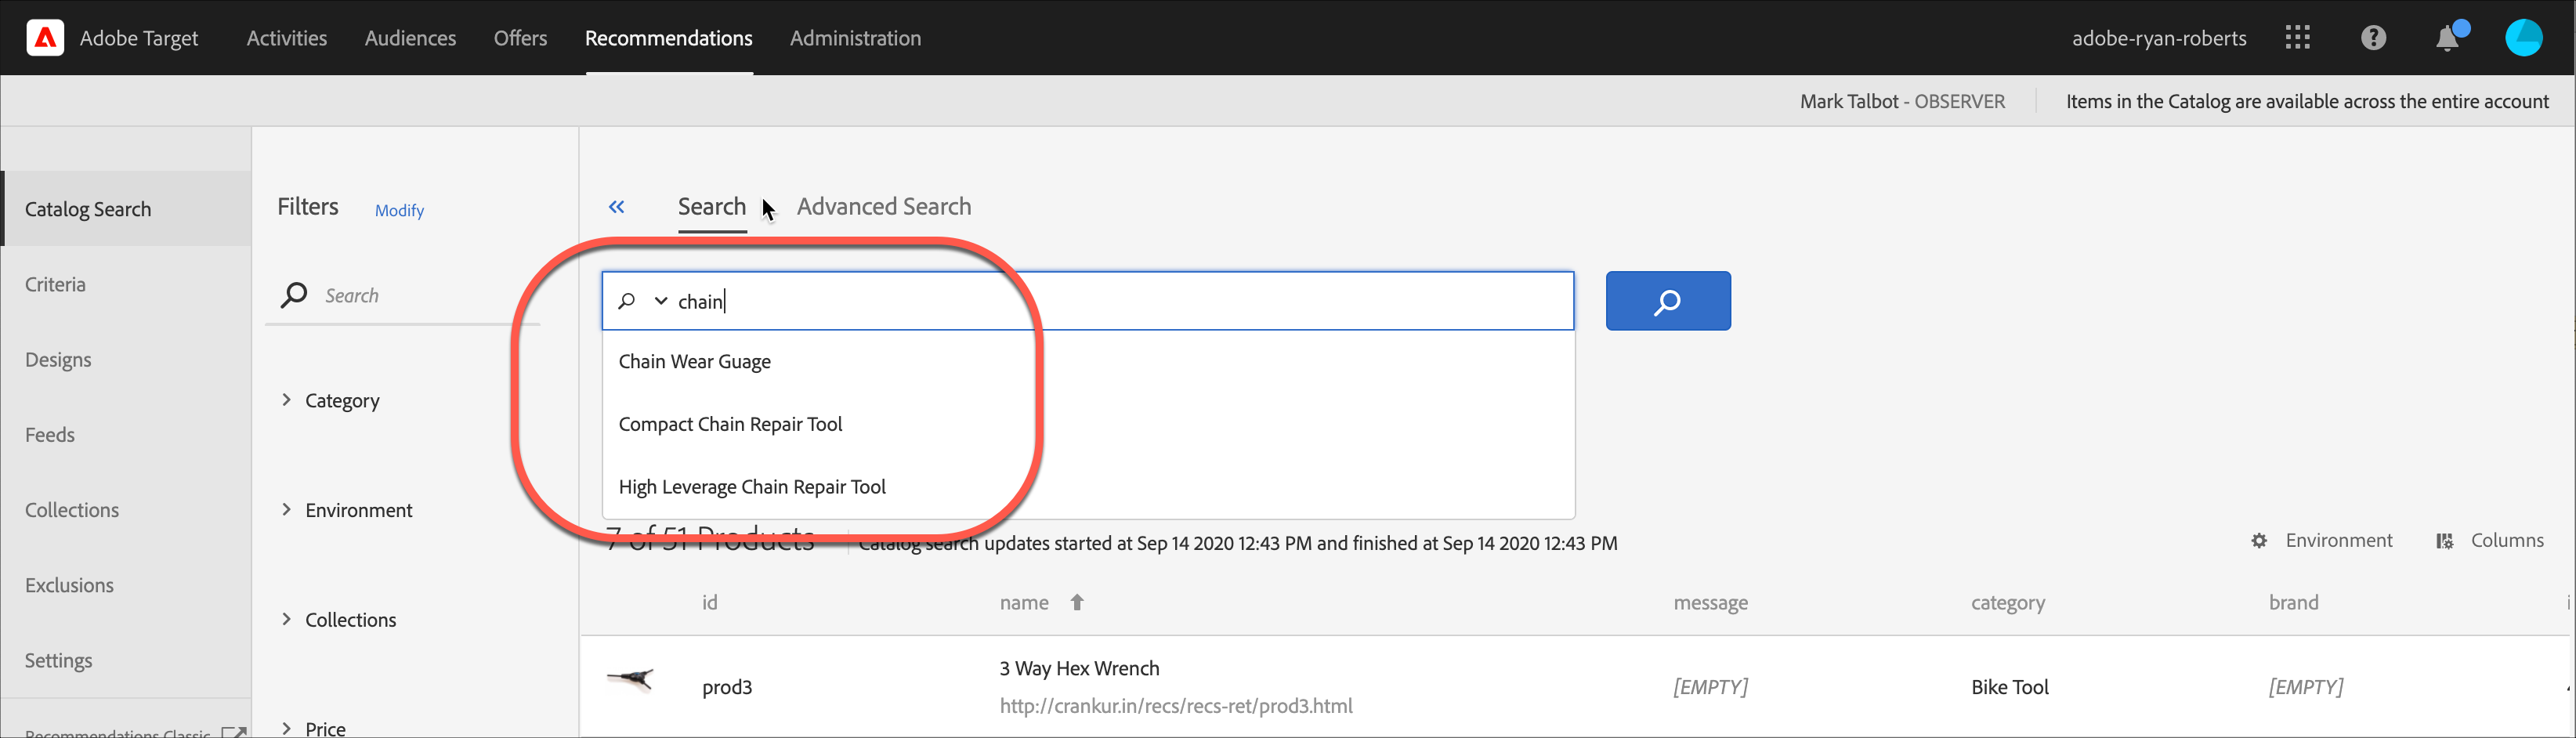 Adobe Target Activities Audiences Offers Recommendations Administration adobe-ryan-roberts
Mark Talbot - OBSERVER Items in the Catalog are available across the entire account
Catalog Search
Criteria
Designs
Feeds
Collections
Exclusions
Settings
Recommendations Classic
Filters Modify
Search
Category
Environment
Collections
Price
Search Advanced Search
chain
Chain Wear Guage
Compact Chain Repair Tool
High Leverage Chain Repair Tool
7 of 51 Products Catalog search updates started at Sep 14 2020 12:43 PM and finished at Sep 14 2020 12:43 PM Environment Columns
id name message category brand
3 Way Hex Wrench
prod3 [EMPTY] Bike Tool [EMPTY]
http://crankur.in/recs/recs-ret/prod3.html